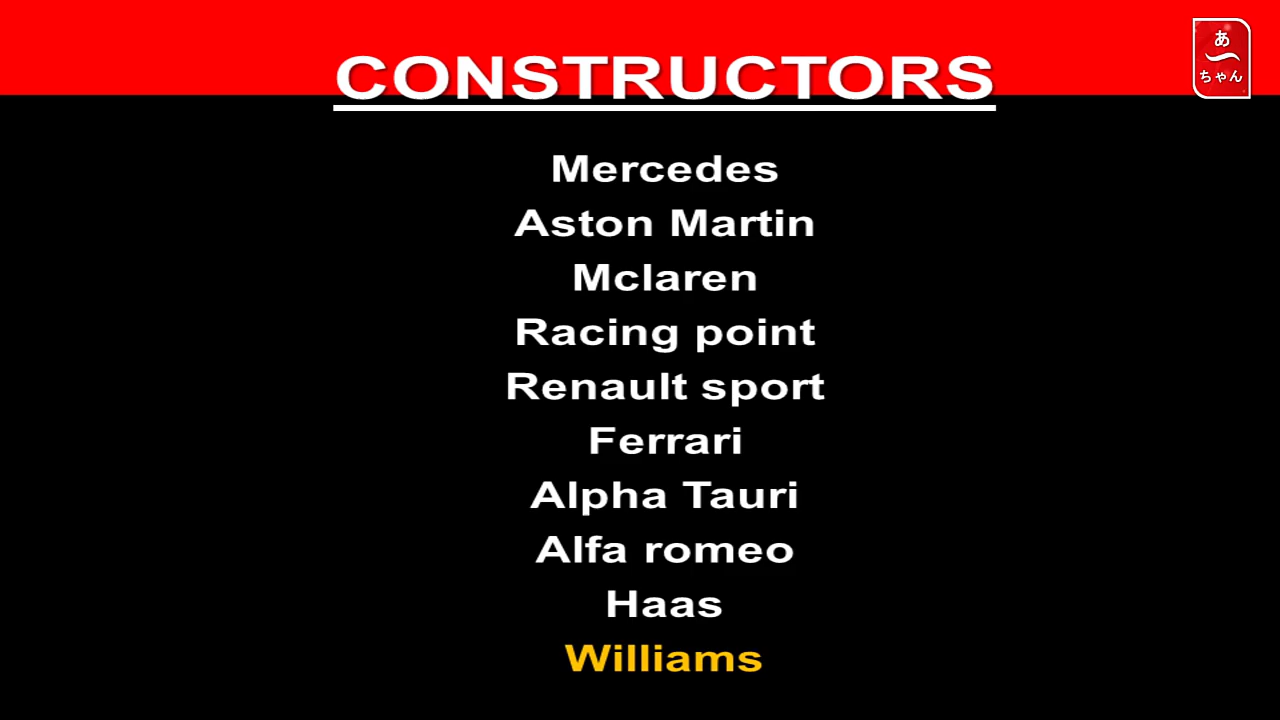 CONSTRUCTORS
あ
ー
ちゃん
Mercedes
Aston Martin
Mclaren
Racing point
Renault sport
Ferrari
Alpha Tauri
Alfa romeo
Haas
Williams